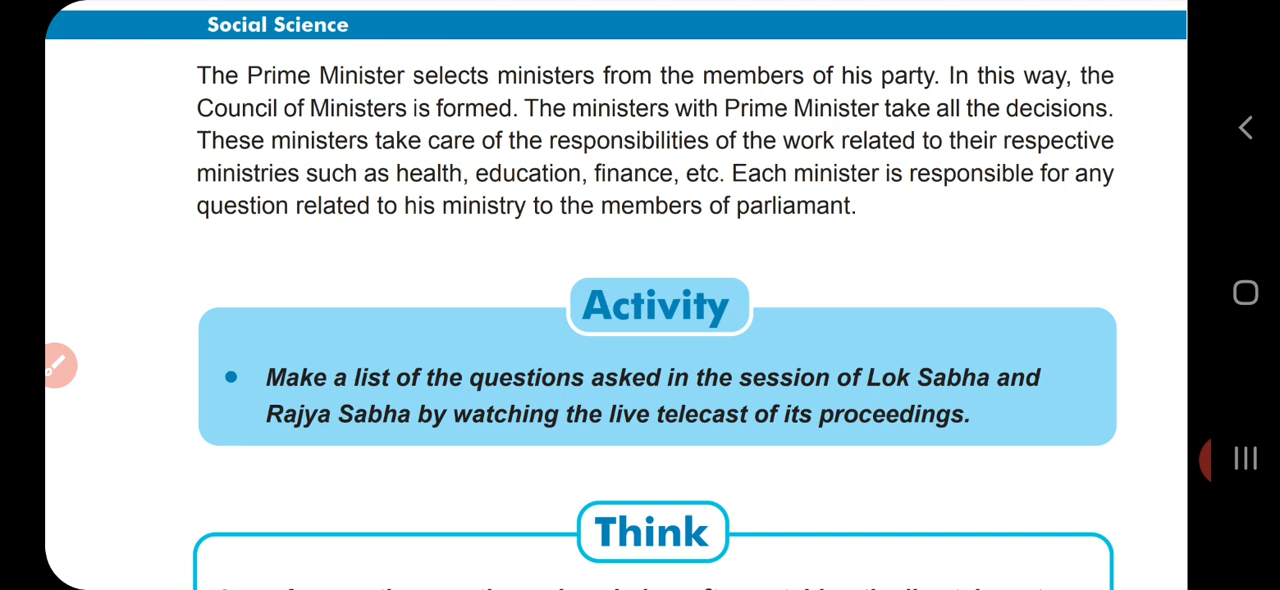 Social Science
The Prime Minister selects ministers from the members of his party. In this way, the
Council of Ministers is formed. The ministers with Prime Minister take all the decisions.
These ministers take care of the responsibilities of the work related to their respective
ministries such as health, education, finance, etc. Each minister is responsible for any
question related to his ministry to the members of parliamant.
Activity
• Make a list of the questions asked in the session of Lok Sabha and
Rajya Sabha by watching the live telecast of its proceedings.
Think